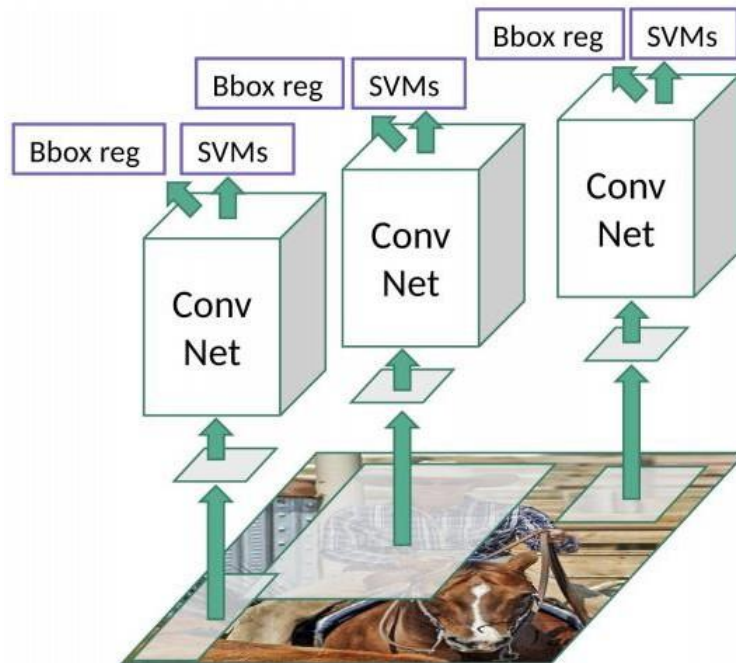 Bbox reg SVMs
Bbox reg SVMs
Bbox reg SVMs
Conv
Net
Conv
Net
Conv
Net